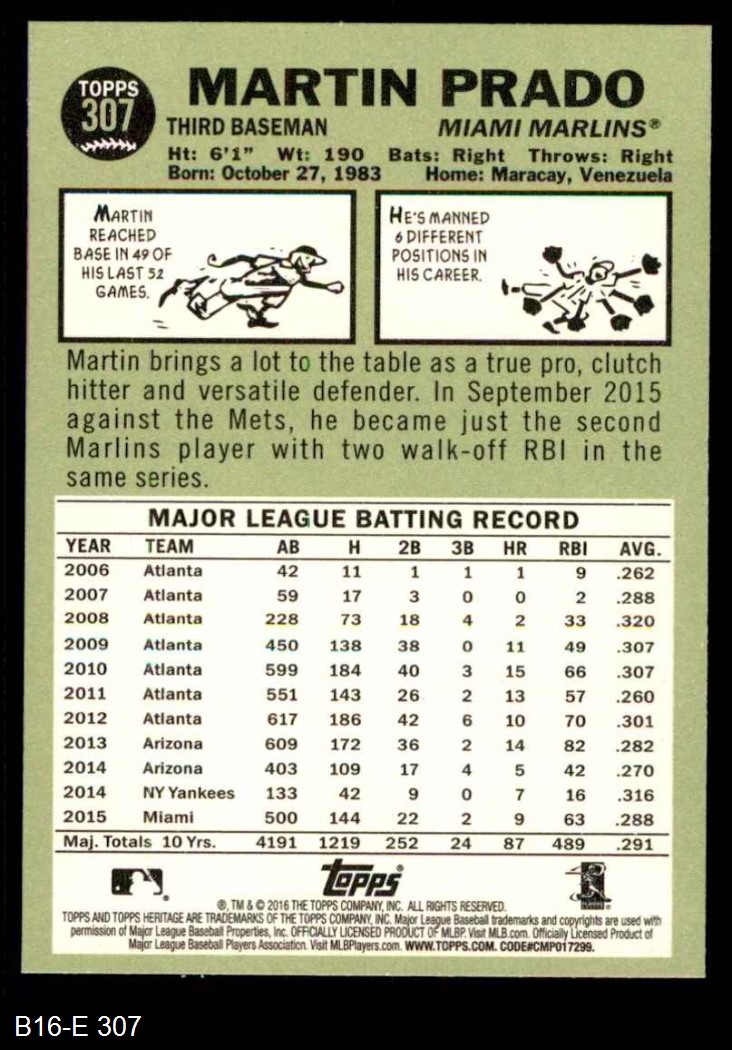 TOPPS
307
MARTIN PRADO
THIRD BASEMAN MIAMI MARLINS®
Ht: 6'1" Wt: 190 Bats: Right Throws: Right
Born: October 27, 1983 Home: Maracay, Venezuela
MARTIN
REACHED
BASE IN 49 OF
HIS LAST 52
GAMES.
HE'S MANNED
6 DIFFERENT
POSITIONS IN
HIS CAREER.
Martin brings a lot to the table as a true pro, clutch
hitter and versatile defender. In September 2015
against the Mets, he became just the second
Marlins player with two walk-off RBI in the
same series.
MAJOR LEAGUE BATTING RECORD
YEAR TEAM AB H 2B 3B HR RBI AVG.
2006 Atlanta 42 11 1 1 1 9 .262
2007 Atlanta 59 17 3 0 0 2 .288
2008 Atlanta 228 73 18 4 2 33 .320
2009 Atlanta 450 138 38 0 11 49 .307
2010 Atlanta 599 184 40 3 15 66 .307
2011 Atlanta 551 143 26 2 13 57 .260
2012 Atlanta 617 186 42 6 10 70 .301
2013 Arizona 609 172 36 2 14 82 .282
2014 Arizona 403 109 17 4 5 42 .270
2014 NY Yankees 133 42 9 0 7 16 .316
2015 Miami 500 144 22 2 9 63 .288
Maj. Totals 10 Yrs. 4191 1219 252 24 87 489 .291
topps®
®, TM & © 2016 THE TOPPS COMPANY, INC. ALL RIGHTS RESERVED.
TOPPS AND TOPPS HERITAGE ARE TRADEMARKS OF THE TOPPS COMPANY, INC. Major League Baseball trademarks and copyrights are used with
permission of Major League Baseball Properties, Inc. OFFICIALLY LICENSED PRODUCT OF MLBP. Visit MLB.com. Officially Licensed Product of
Major League Baseball Players Association. Visit MLBPlayers.com. WWW.TOPPS.COM. CODE#CMP017299.
B16-E 307